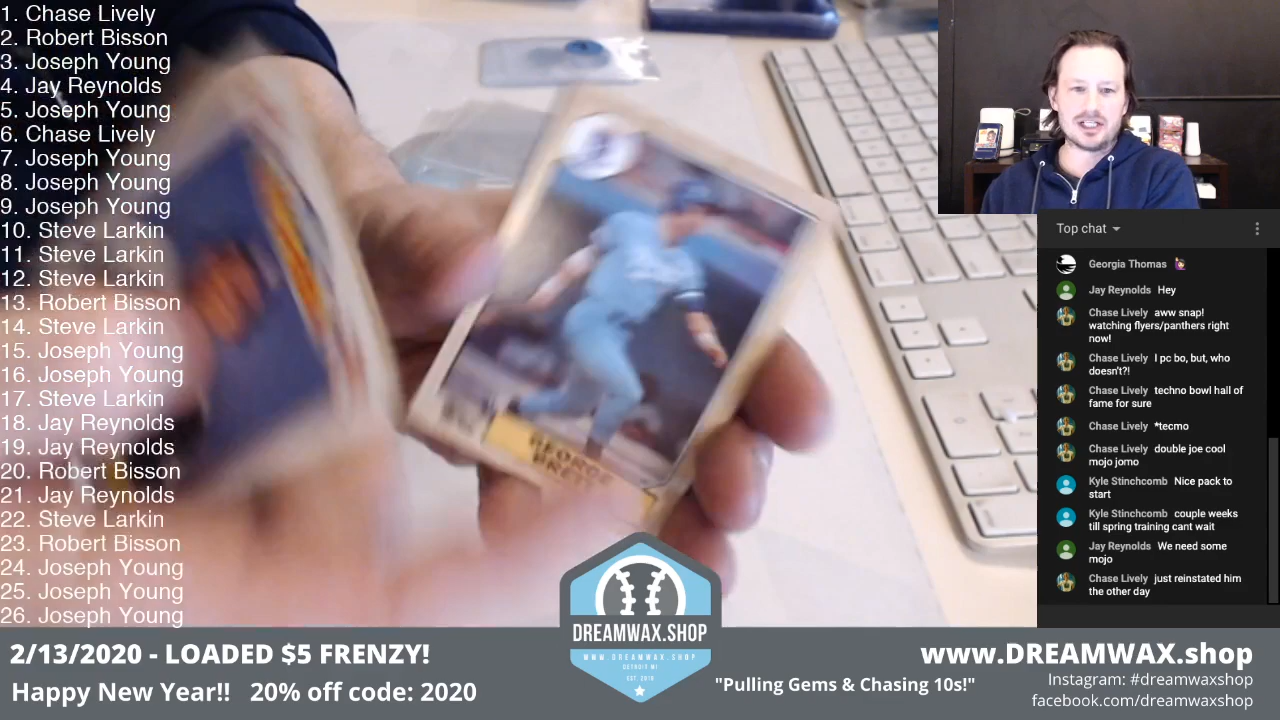 1. Chase Lively
2. Robert Bisson
3. Joseph Young
4. Jay Reynolds
5. Joseph Young
6. Chase Lively
7. Joseph Young
8. Joseph Young
9. Joseph Young
10. Steve Larkin
11. Steve Larkin
12. Steve Larkin
13. Robert Bisson
14. Steve Larkin
15. Joseph Young
16. Joseph Young
17. Steve Larkin
18. Jay Reynolds
19. Jay Reynolds
20. Robert Bisson
21. Jay Reynolds
22. Steve Larkin
23. Robert Bisson
24. Joseph Young
25. Joseph Young
26. Joseph Young
GEORGE
BRETT
Top chat
Georgia Thomas
Jay Reynolds Hey
Chase Lively aww snap!
watching flyers/panthers right
now!
Chase Lively I pc bo, but, who
doesn't?!
Chase Lively techno bowl hall of
fame for sure
Chase Lively *tecmo
Chase Lively double joe cool
mojo jomo
Kyle Stinchcomb Nice pack to
start
Kyle Stinchcomb couple weeks
till spring training cant wait
Jay Reynolds We need some
mojo
Chase Lively just reinstated him
the other day
2/13/2020 - LOADED $5 FRENZY!
Happy New Year!! 20% off code: 2020
DREAMWAX.SHOP
WWW.DREAMWAX.SHOP
DETROIT MI
EST. 2019
"Pulling Gems & Chasing 10s!"
www.DREAMWAX.shop
Instagram: #dreamwaxshop
facebook.com/dreamwaxshop